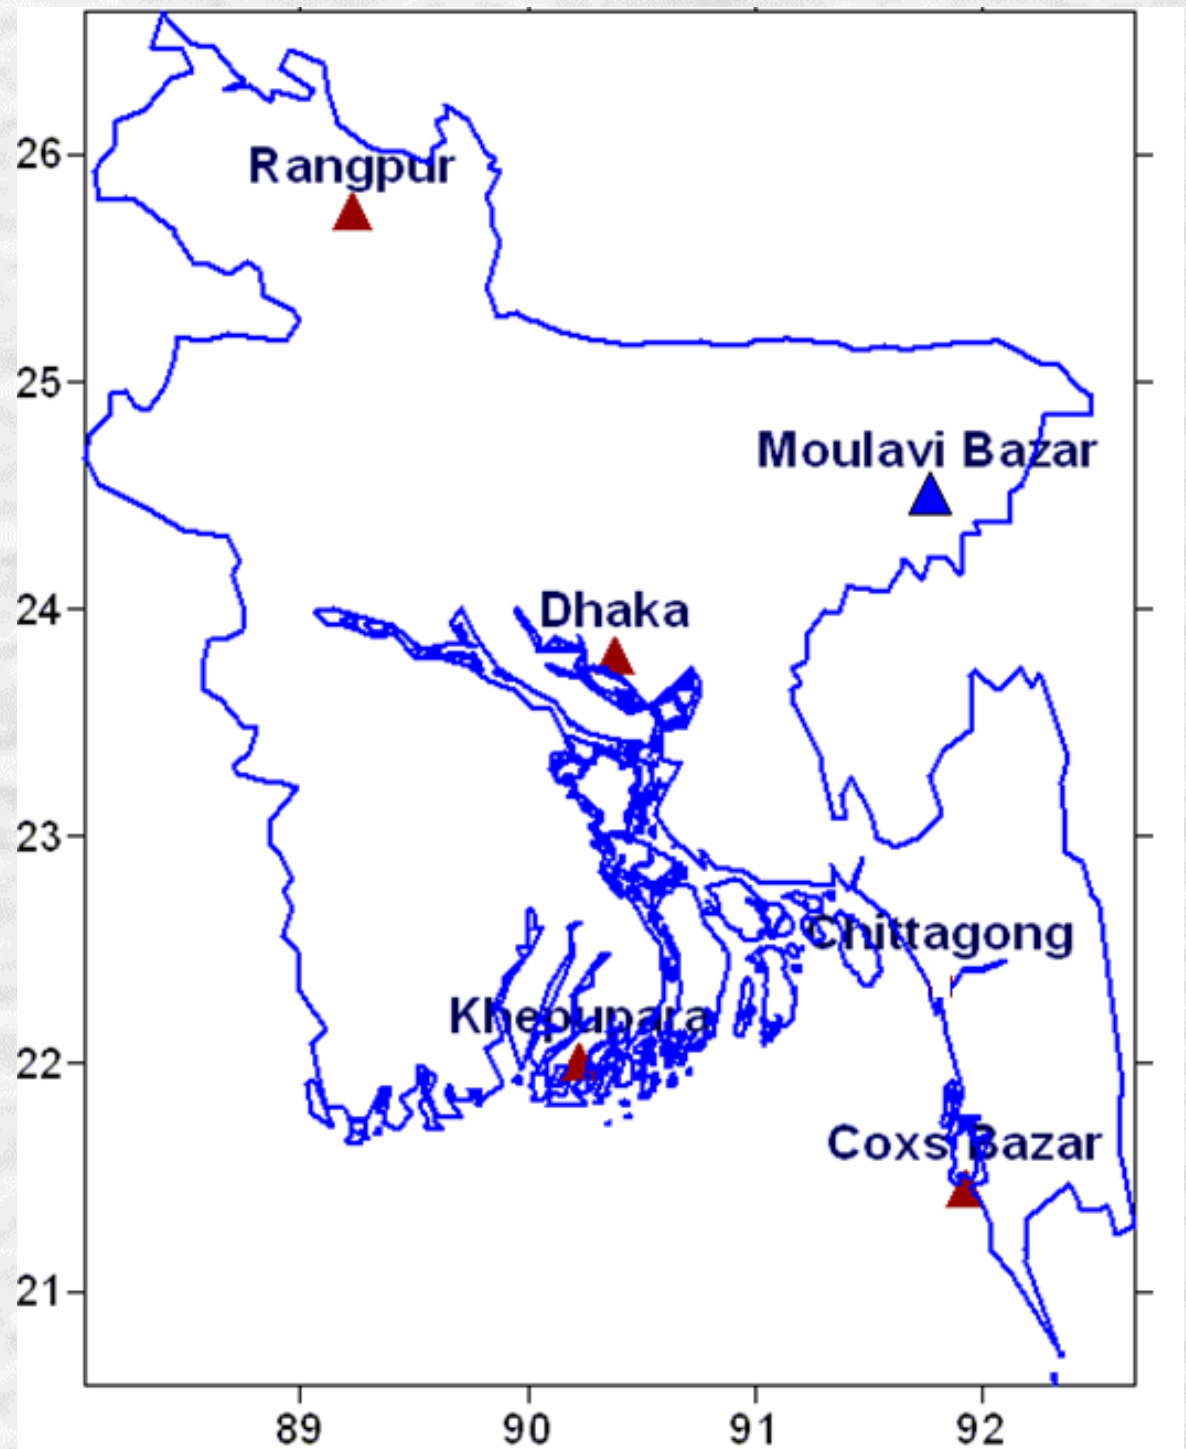 26
Rangpur
25
Moulavi Bazar
24
Dhaka
23
Chittagong
Khepupara
22
Coxs Bazar
21
89 90 91 92